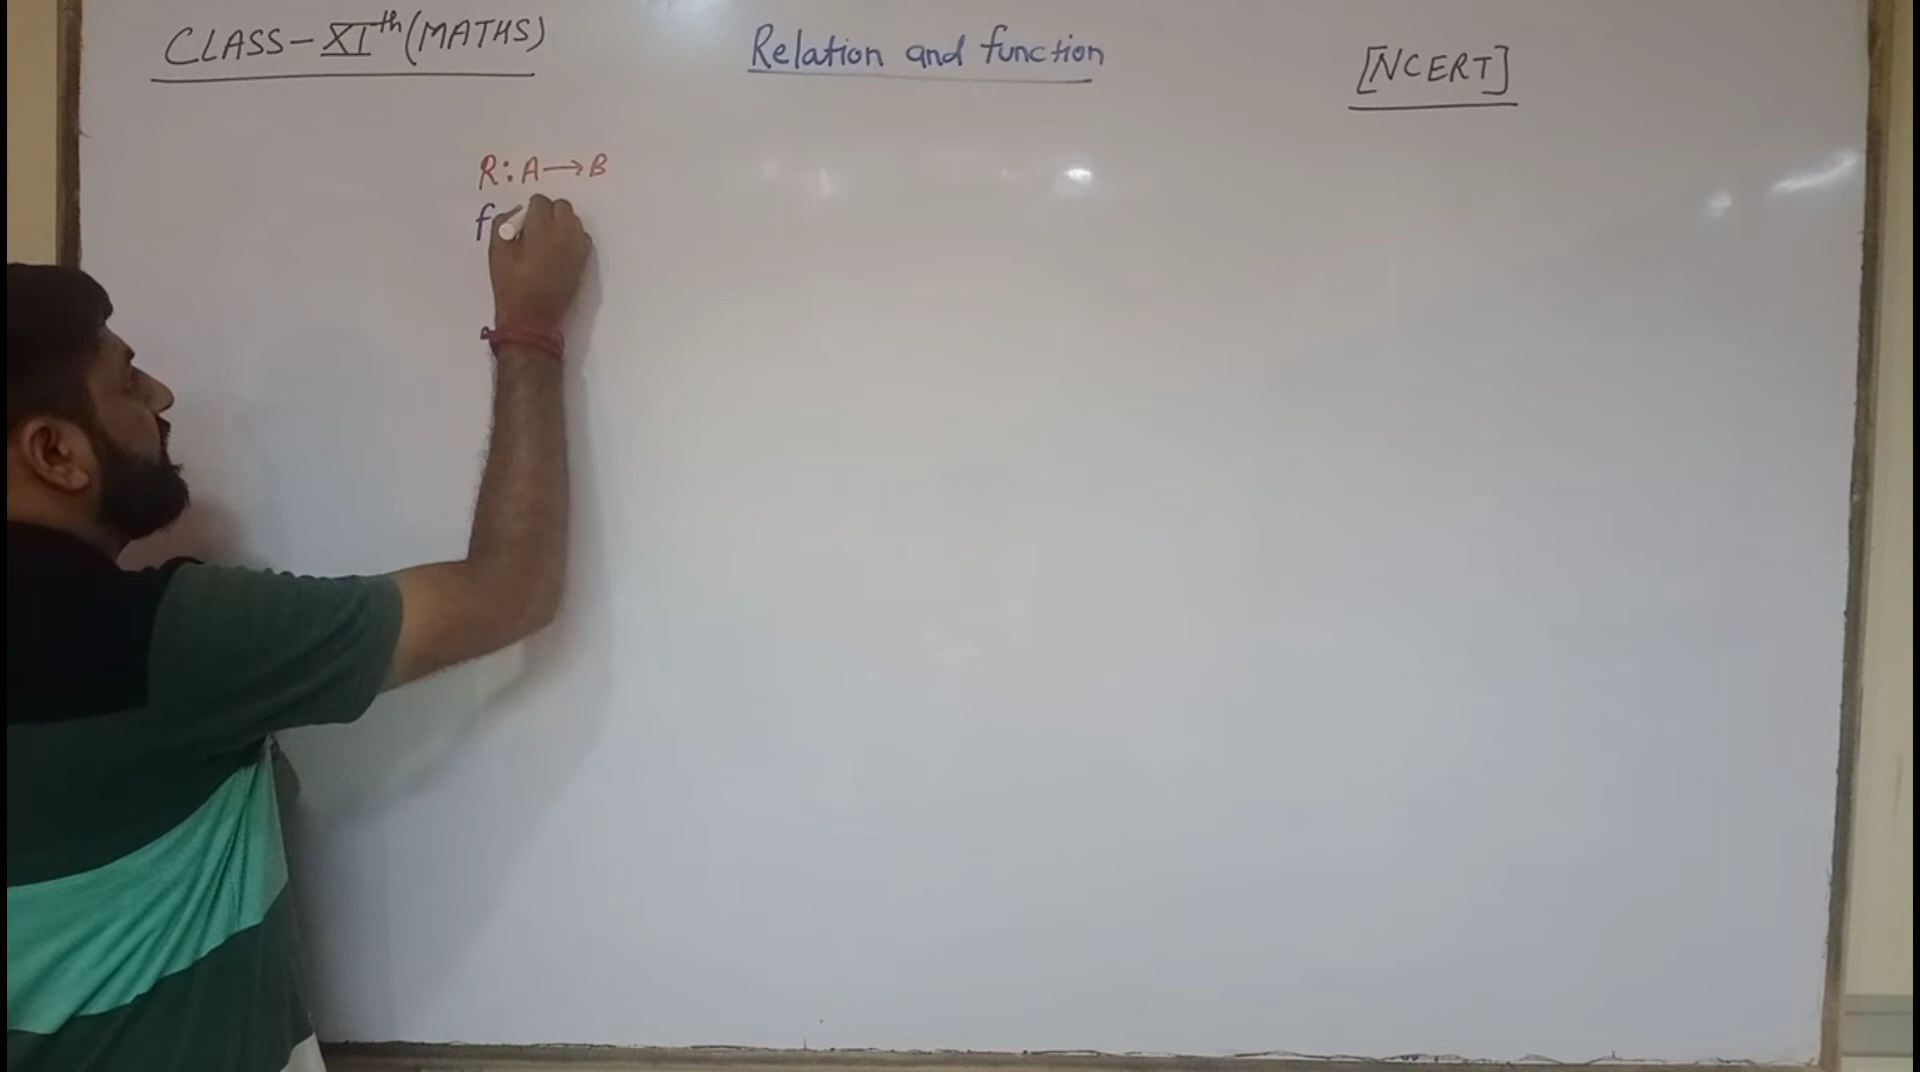 CLASS-XIth (MATHS)
Relation and function
[NCERT]
R: A→B
f